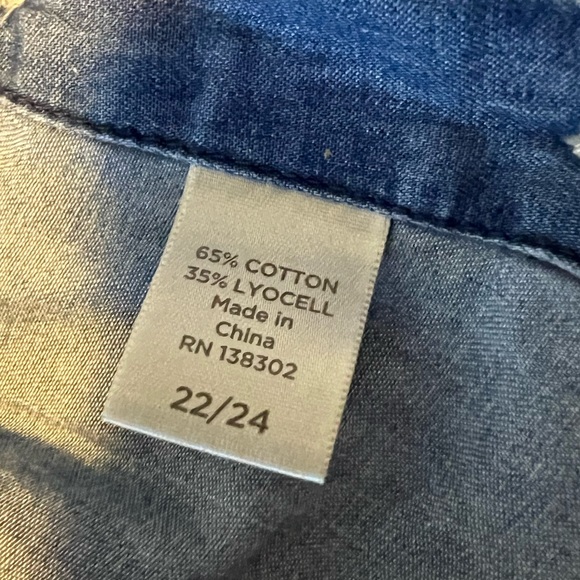 65% COTTON
35% LYOCELL
Made in
China
RN 138302
22/24